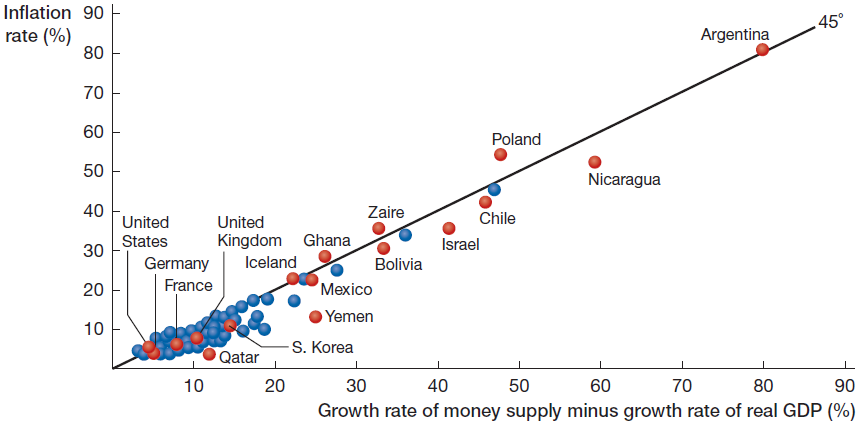 Inflation
rate (%)
90
80
70
60
50
40
30
20
10
45°
Argentina
Poland
Nicaragua
Zaire
Chile
Israel
Bolivia
United
States
United
Kingdom
Ghana
Iceland
Germany
France
Mexico
Yemen
S. Korea
Qatar
10
20
30
40
50
60
70
80
90
Growth rate of money supply minus growth rate of real GDP (%)